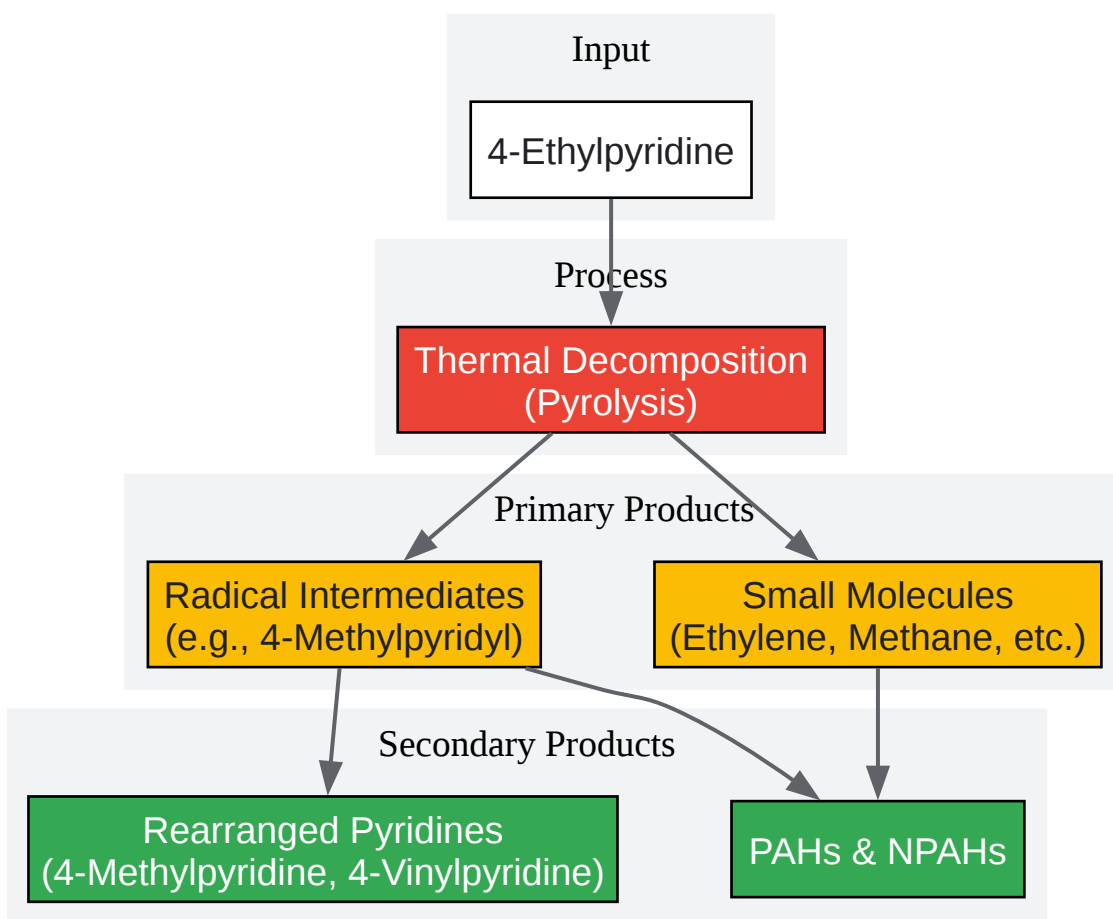 Input
4-Ethylpyridine
Process
Thermal Decomposition
(Pyrolysis)
Primary Products
Radical Intermediates
(e.g., 4-Methylpyridyl)
Small Molecules
(Ethylene, Methane, etc.)
Secondary Products
Rearranged Pyridines
(4-Methylpyridine, 4-Vinylpyridine)
PAHs & NPAHs